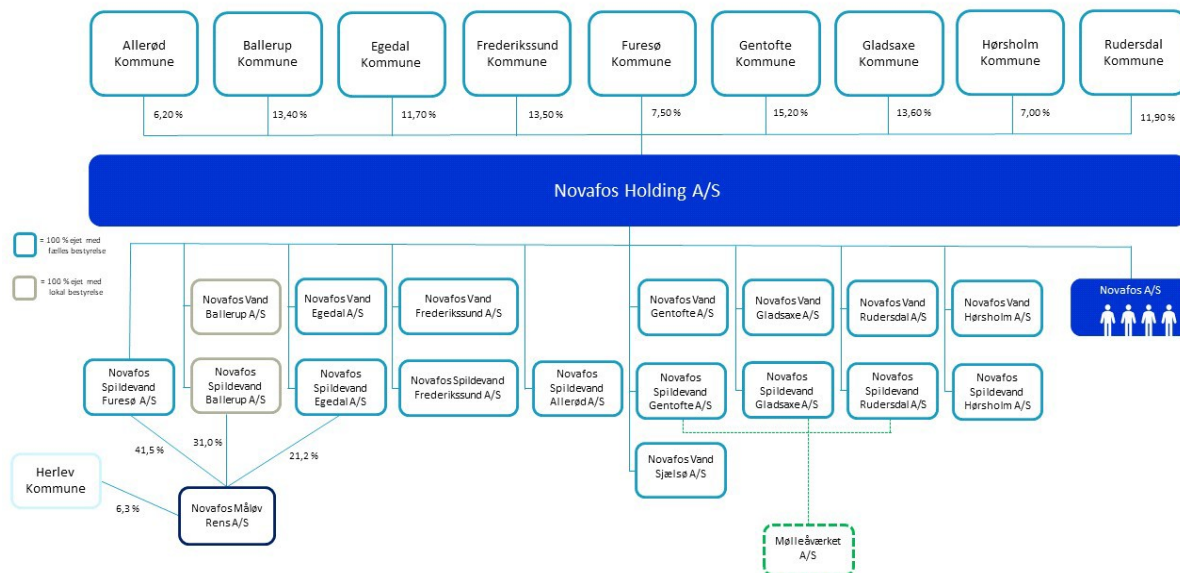 Allerød
Kommune
Ballerup
Kommune
Egedal
Kommune
Frederikssund
Kommune
Furesø
Kommune
Gentofte
Kommune
Gladsaxe
Kommune
Hørsholm
Kommune
Rudersdal
Kommune
6,20 %
13,40 %
11,70 %
13,50 %
7,50 %
15,20 %
13,60 %
7,00 %
11,90 %
Novafos Holding A/S
= 100 % ejet med
fælles bestyrelse
= 100 % ejet med
lokal bestyrelse
Novafos Vand
Ballerup A/S
Novafos Vand
Egedal A/S
Novafos Vand
Frederikssund A/S
Novafos Vand
Gentofte A/S
Novafos Vand
Gladsaxe A/S
Novafos Vand
Rudersdal A/S
Novafos Vand
Hørsholm A/S
Novafos A/S
Novafos
Spildevand
Furesø A/S
Novafos
Spildevand
Ballerup A/S
Novafos
Spildevand
Egedal A/S
Novafos Spildevand
Frederikssund A/S
Novafos
Spildevand
Allerød A/S
Novafos
Spildevand
Gentofte A/S
Novafos
Spildevand
Gladsaxe A/S
Novafos
Spildevand
Rudersdal A/S
Novafos
Spildevand
Hørsholm A/S
41,5 %
31,0 %
21,2 %
Novafos Vand
Sjælsø A/S
Herlev
Kommune
6,3 %
Novafos Måløv
Rens A/S
Mølleåværket
A/S